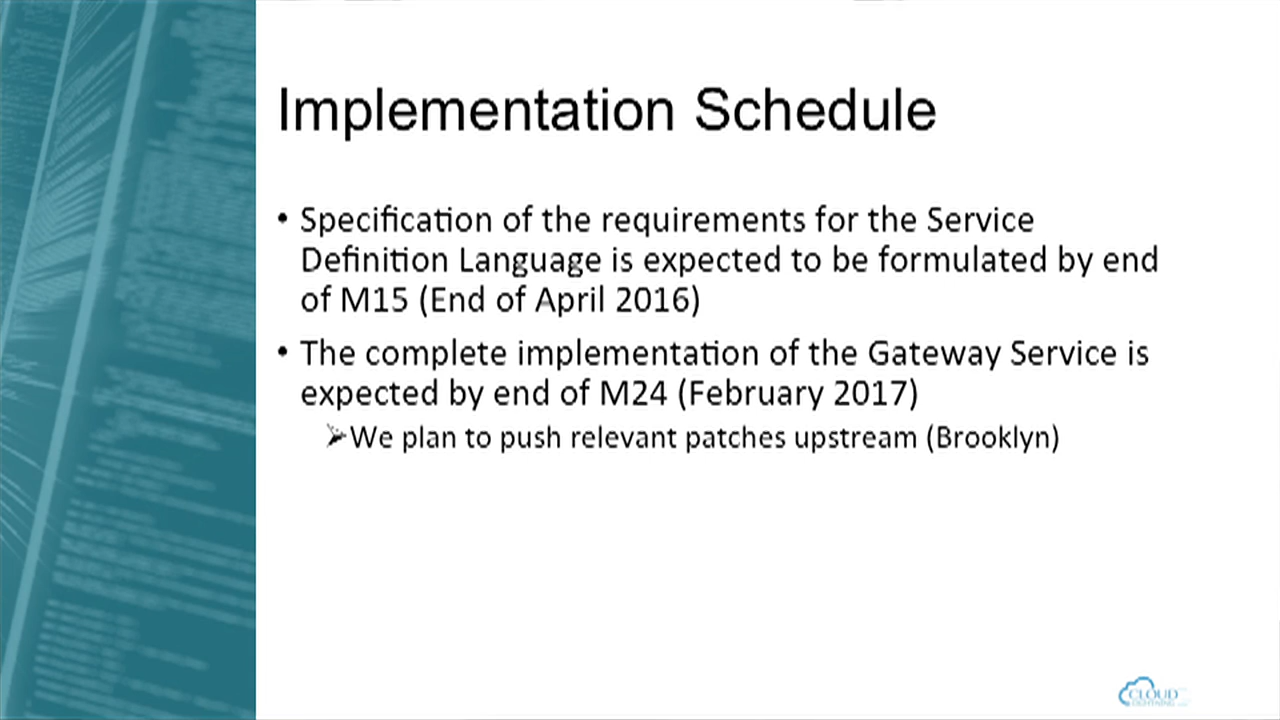 Implementation Schedule
• Specification of the requirements for the Service
Definition Language is expected to be formulated by end
of M15 (End of April 2016)
• The complete implementation of the Gateway Service is
expected by end of M24 (February 2017)
➢We plan to push relevant patches upstream (Brooklyn)
CLOUD
LIGHTNING